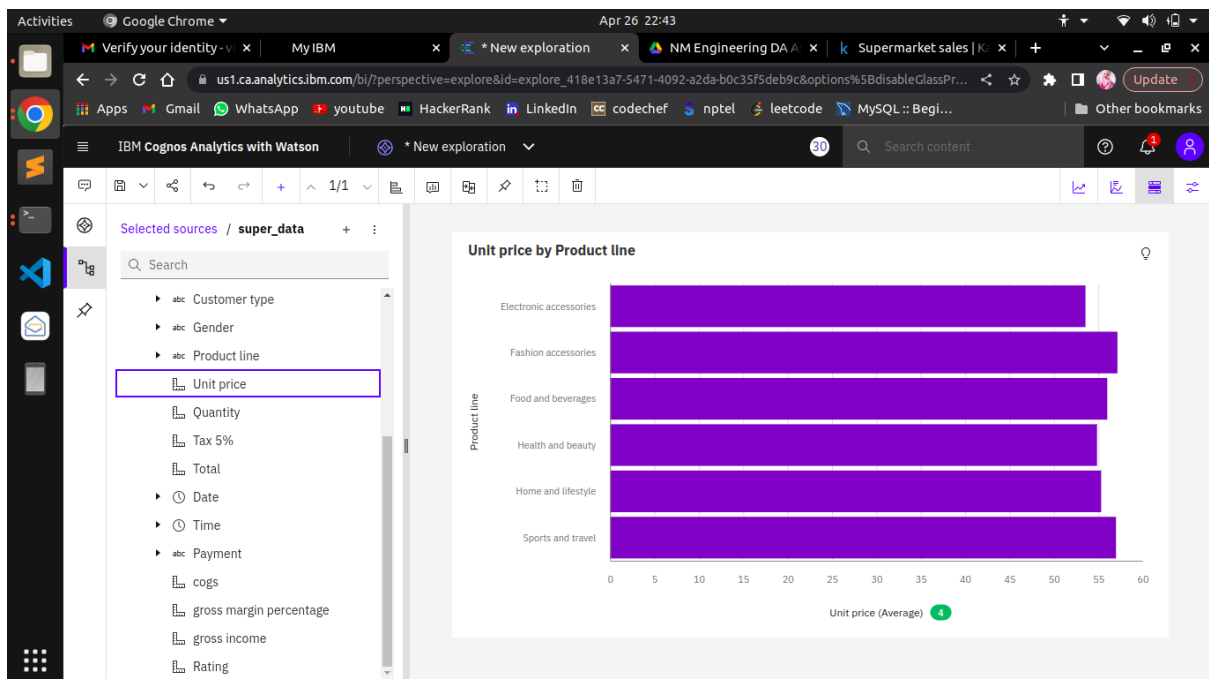 Activities
Google Chrome
Apr 26 22:43
Verify your identity - v
My IBM
* New exploration
NM Engineering DA A
Supermarket sales | Ka
us1.ca.analytics.ibm.com/bi/?perspective=explore&id=explore_418e13a7-5471-4092-a2da-b0c35f5deb9c&options%5BdisableGlassPr...
Update
Apps
Gmail
WhatsApp
youtube
HackerRank
LinkedIn
codechef
nptel
leetcode
MySQL :: Begi...
Other bookmarks
IBM Cognos Analytics with Watson
* New exploration
30
Search content
1
1/1
Selected sources / super_data
Search
abc Customer type
abc Gender
abc Product line
Unit price
Quantity
Tax 5%
Total
Date
Time
abc Payment
cogs
gross margin percentage
gross income
Rating
Unit price by Product line
Product line
Electronic accessories
Fashion accessories
Food and beverages
Health and beauty
Home and lifestyle
Sports and travel
0 5 10 15 20 25 30 35 40 45 50 55 60
Unit price (Average) 4